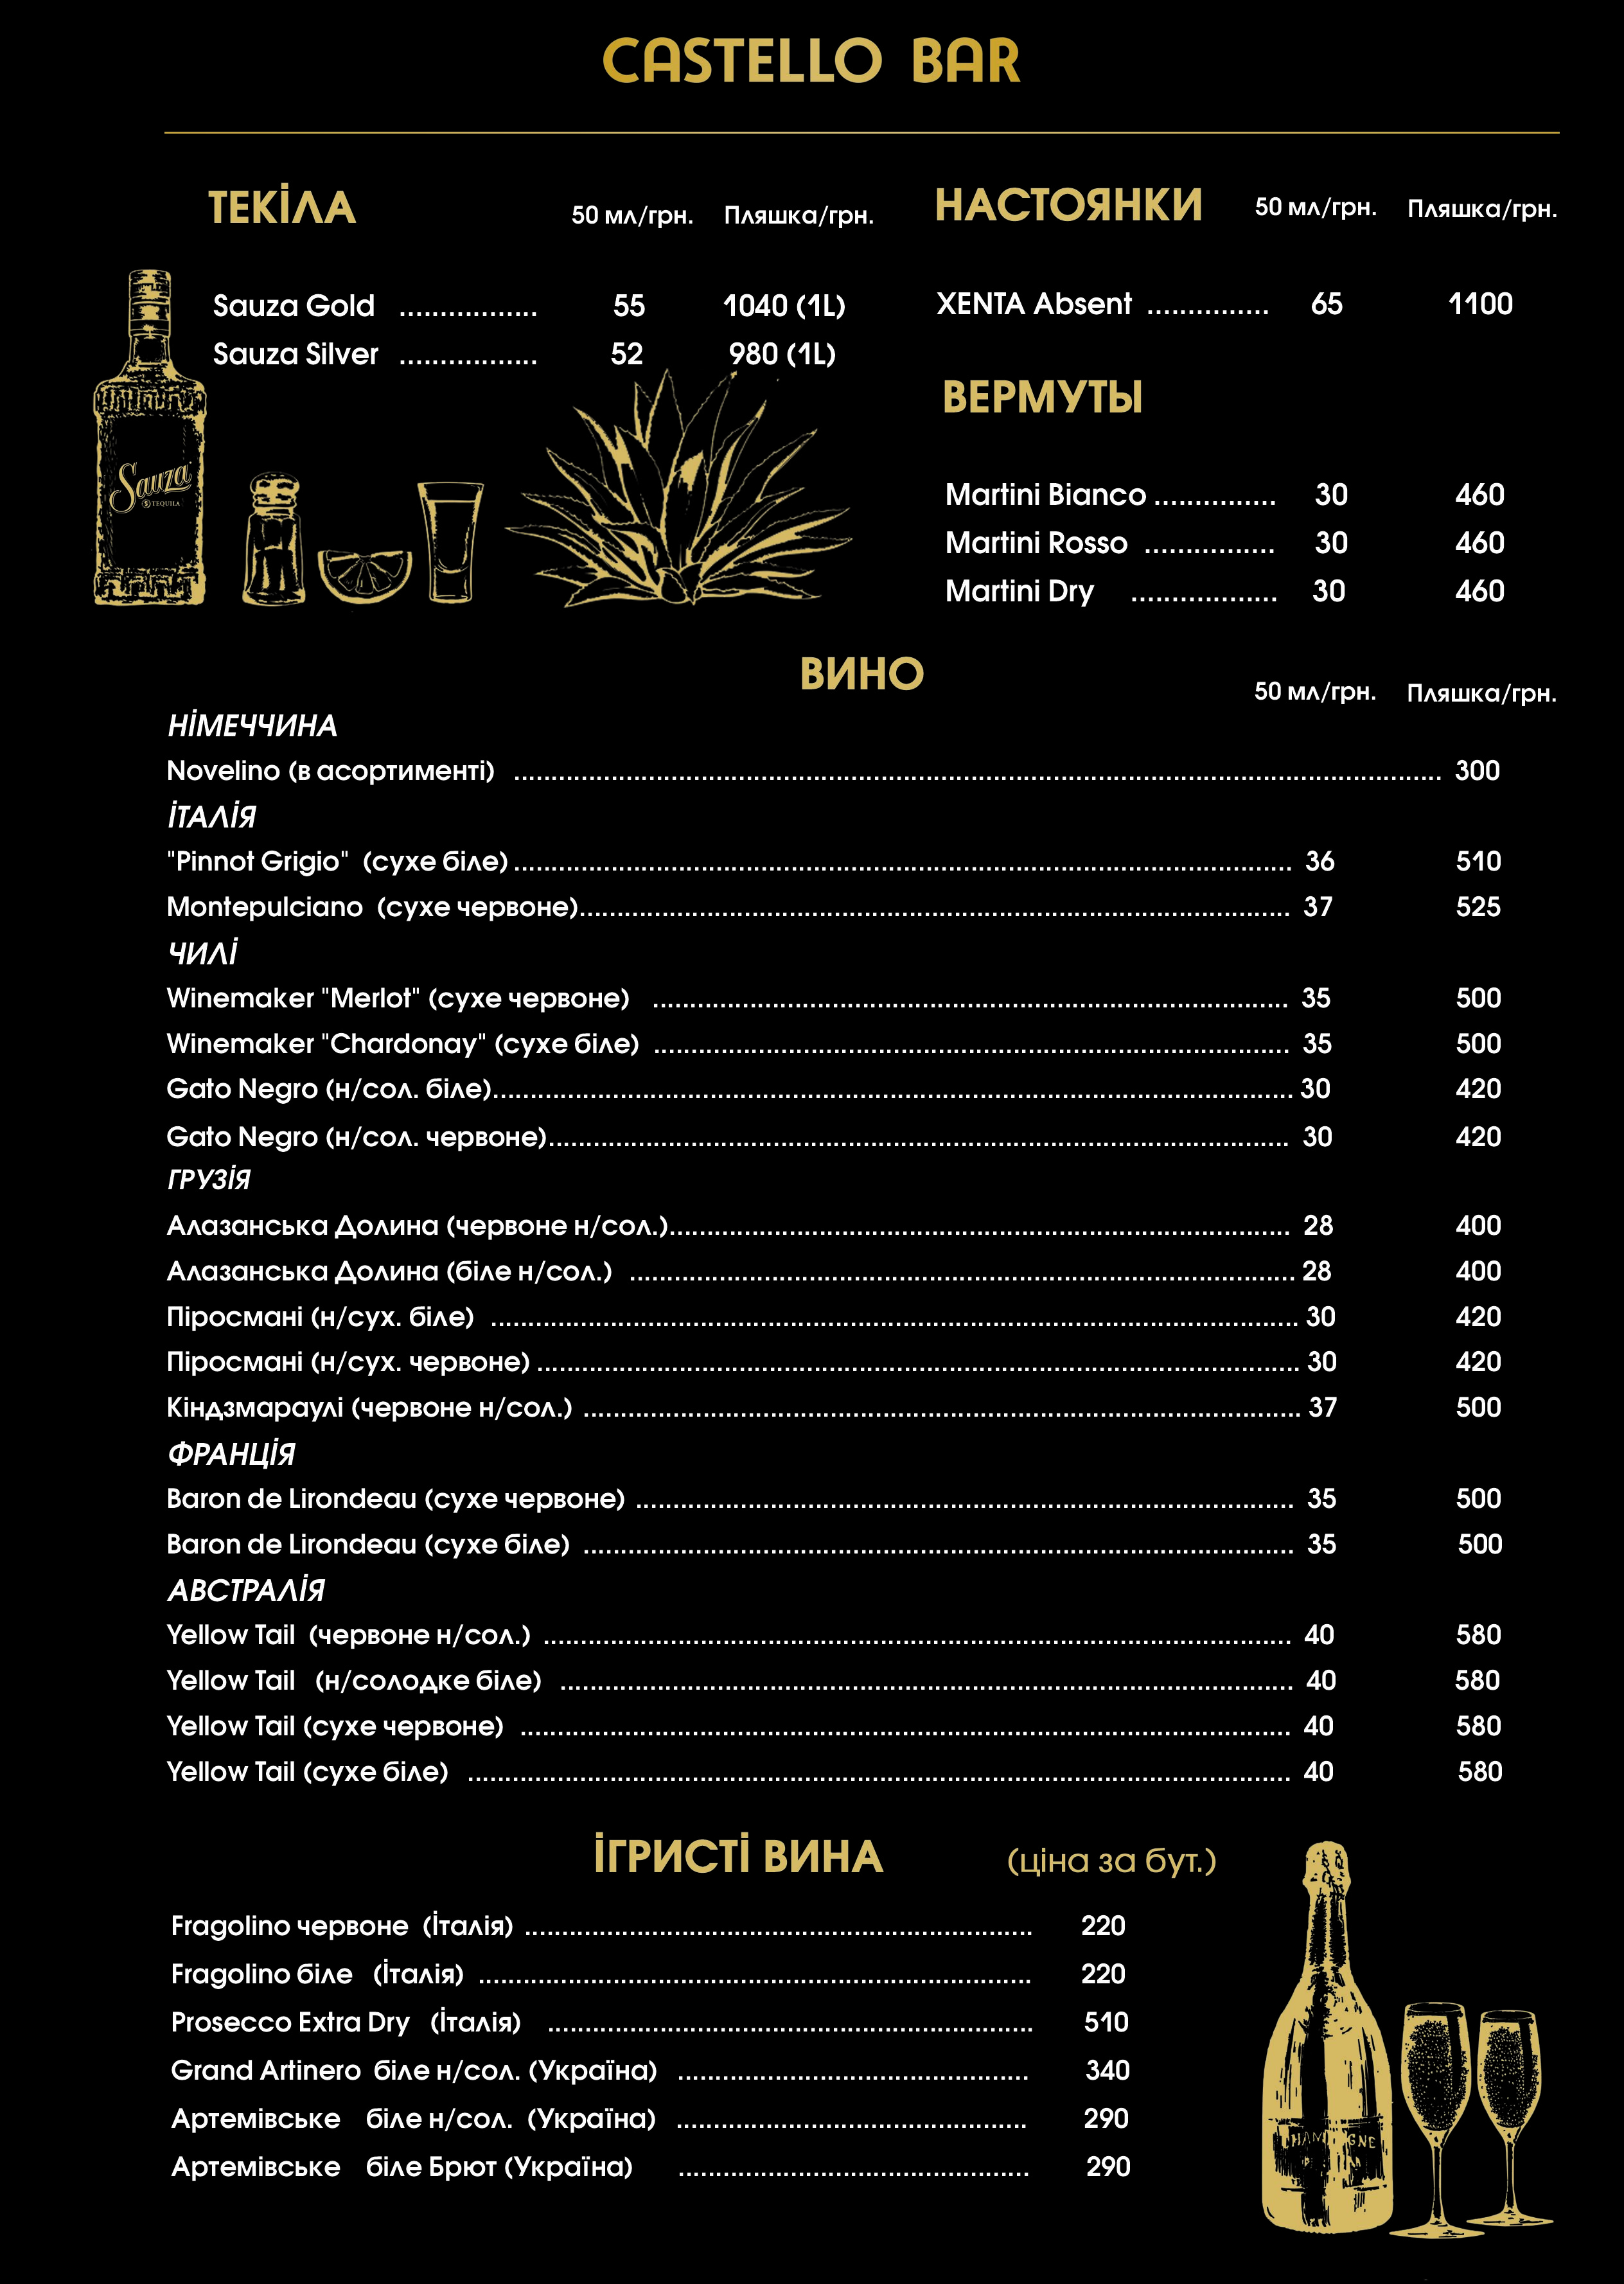 CASTELLO BAR
ТЕКІЛА 50 мл/грн. Пляшка/грн.
Sauza Gold ................. 55 1040 (1L)
Sauza Silver ................. 52 980 (1L)
Sauza
TEQUILA
НАСТОЯНКИ 50 мл/грн. Пляшка/грн.
XENTA Absent ............... 65 1100
ВЕРМУТЫ
Martini Bianco ............... 30 460
Martini Rosso ................ 30 460
Martini Dry .................. 30 460
ВИНО 50 мл/грн. Пляшка/грн.
НІМЕЧЧИНА
Novelino (в асортименті) ........................ 300
ІТАЛІЯ
"Pinnot Grigio" (сухе біле) ........................ 36 510
Montepulciano (сухе червоне)........................ 37 525
ЧИЛІ
Winemaker "Merlot" (сухе червоне) ........................ 35 500
Winemaker "Chardonay" (сухе біле) ........................ 35 500
Gato Negro (н/сол. біле)........................ 30 420
Gato Negro (н/сол. червоне)........................ 30 420
ГРУЗІЯ
Алазанська Долина (червоне н/сол.)........................ 28 400
Алазанська Долина (біле н/сол.) ........................ 28 400
Піросмані (н/сух. біле) ........................ 30 420
Піросмані (н/сух. червоне) ........................ 30 420
Кіндзмараулі (червоне н/сол.) ........................ 37 500
ФРАНЦІЯ
Baron de Lirondeau (сухе червоне) ........................ 35 500
Baron de Lirondeau (сухе біле) ........................ 35 500
АВСТРАЛІЯ
Yellow Tail (червоне н/сол.) ........................ 40 580
Yellow Tail (н/солодке біле) ........................ 40 580
Yellow Tail (сухе червоне) ........................ 40 580
Yellow Tail (сухе біле) ........................ 40 580
ІГРИСТІ ВИНА (ціна за бут.)
Fragolino червоне (Італія) ........................ 220
Fragolino біле (Італія) ........................ 220
Prosecco Extra Dry (Італія) ........................ 510
Grand Artinero біле н/сол. (Україна) ........................ 340
Артемівське біле н/сол. (Україна) ........................ 290
Артемівське біле Брют (Україна) ........................ 290